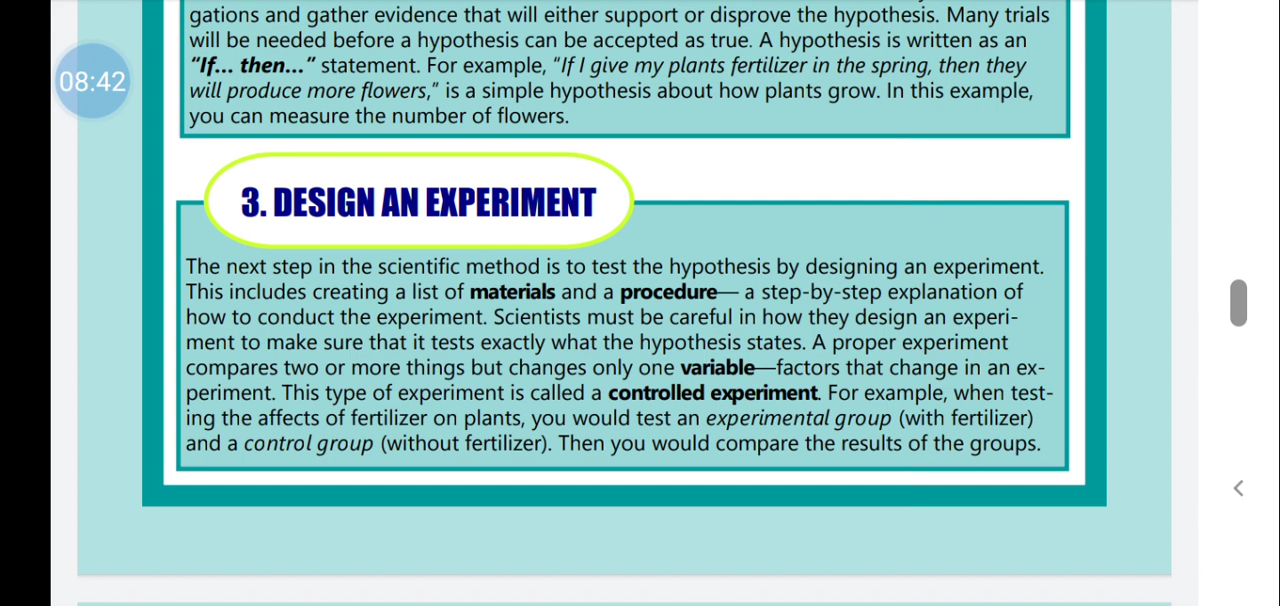 gations and gather evidence that will either support or disprove the hypothesis. Many trials
will be needed before a hypothesis can be accepted as true. A hypothesis is written as an
“If... then...” statement. For example, “If I give my plants fertilizer in the spring, then they
will produce more flowers,” is a simple hypothesis about how plants grow. In this example,
you can measure the number of flowers.
08:42
3. DESIGN AN EXPERIMENT
The next step in the scientific method is to test the hypothesis by designing an experiment.
This includes creating a list of materials and a procedure— a step-by-step explanation of
how to conduct the experiment. Scientists must be careful in how they design an experi-
ment to make sure that it tests exactly what the hypothesis states. A proper experiment
compares two or more things but changes only one variable—factors that change in an ex-
periment. This type of experiment is called a controlled experiment. For example, when test-
ing the affects of fertilizer on plants, you would test an experimental group (with fertilizer)
and a control group (without fertilizer). Then you would compare the results of the groups.